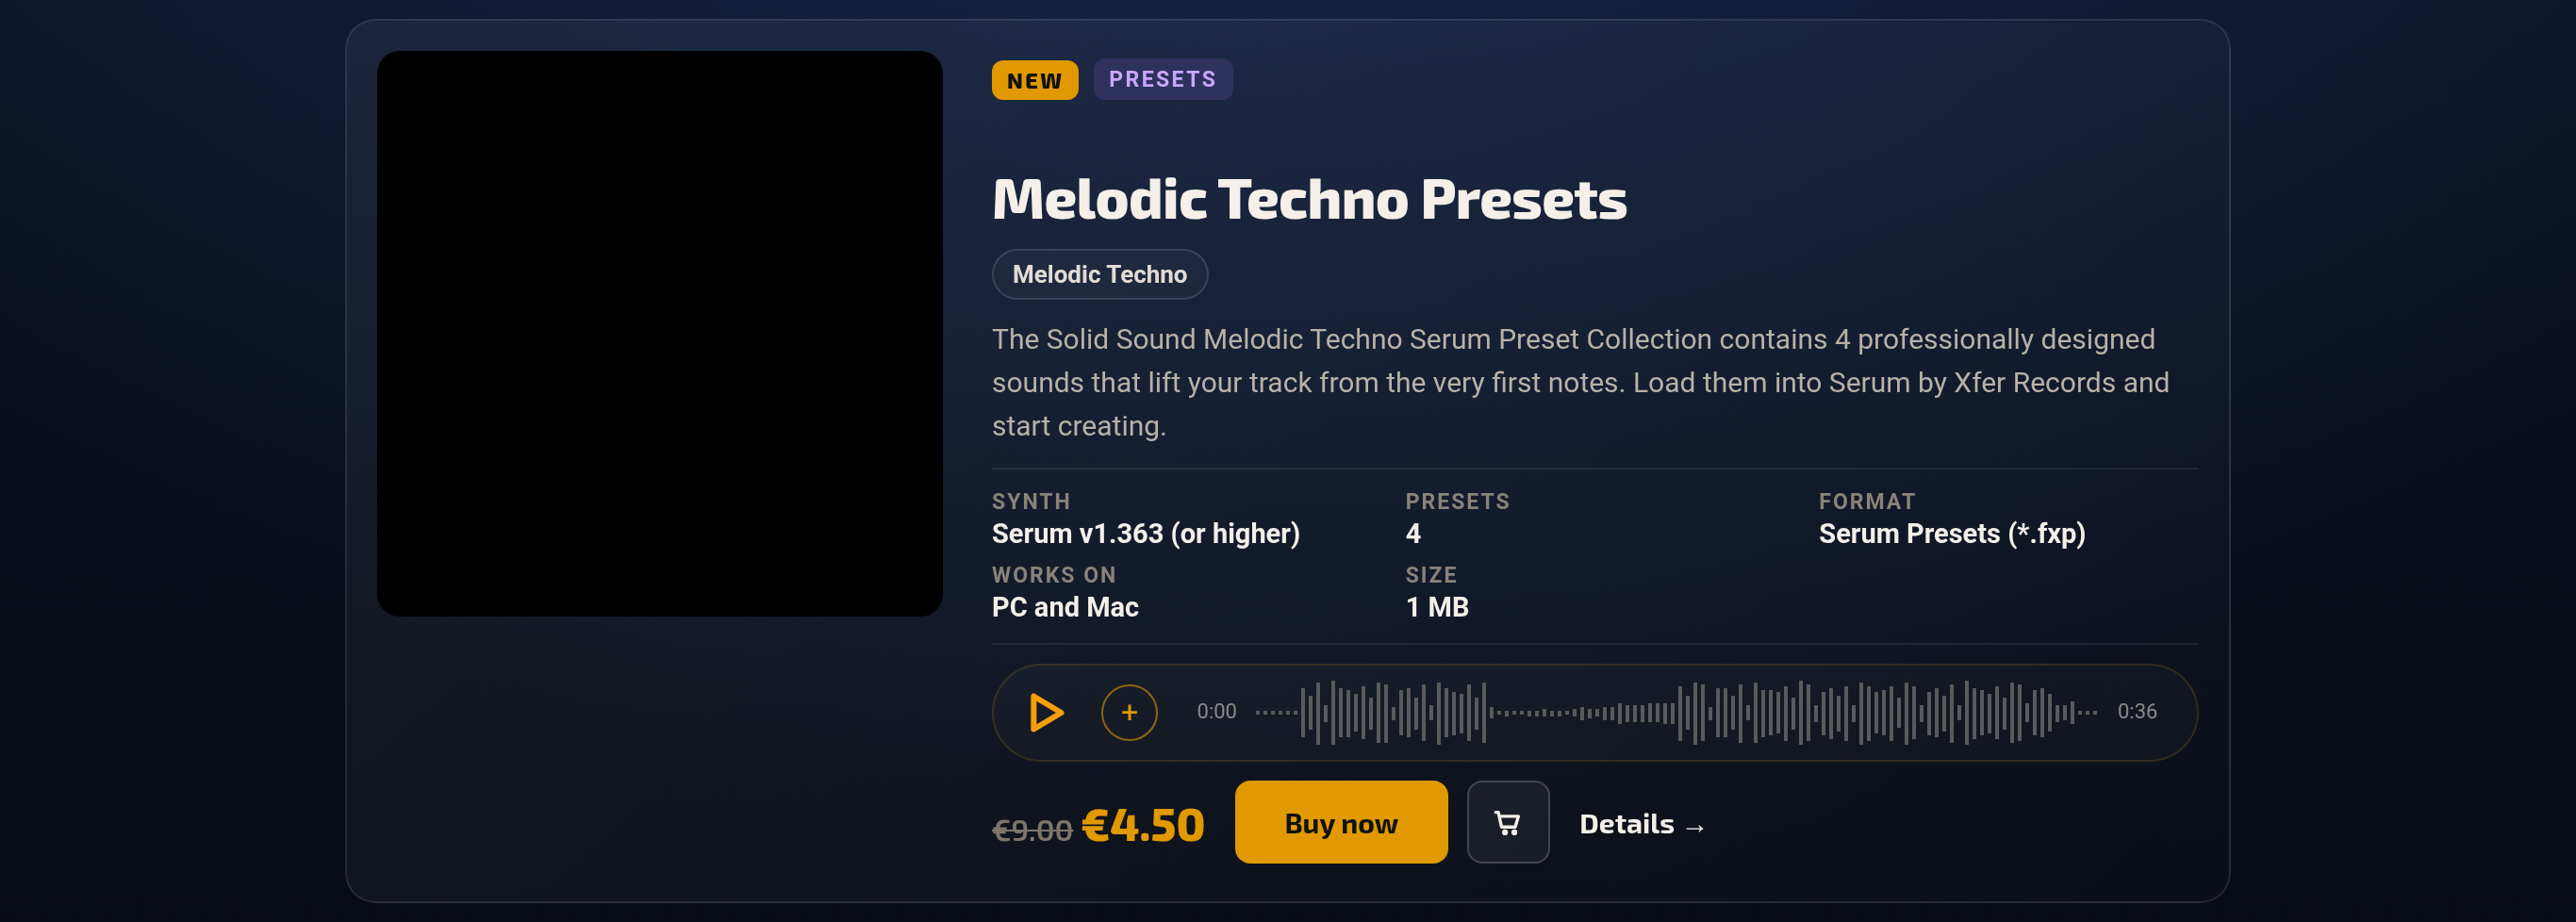 NEW PRESETS
Melodic Techno Presets
Melodic Techno
The Solid Sound Melodic Techno Serum Preset Collection contains 4 professionally designed
sounds that lift your track from the very first notes. Load them into Serum by Xfer Records and
start creating.
SYNTH PRESETS FORMAT
Serum v1.363 (or higher) 4 Serum Presets (*.fxp)
WORKS ON SIZE
PC and Mac 1 MB
+ 0:00 0:36
€9.00 €4.50 Buy now Details →